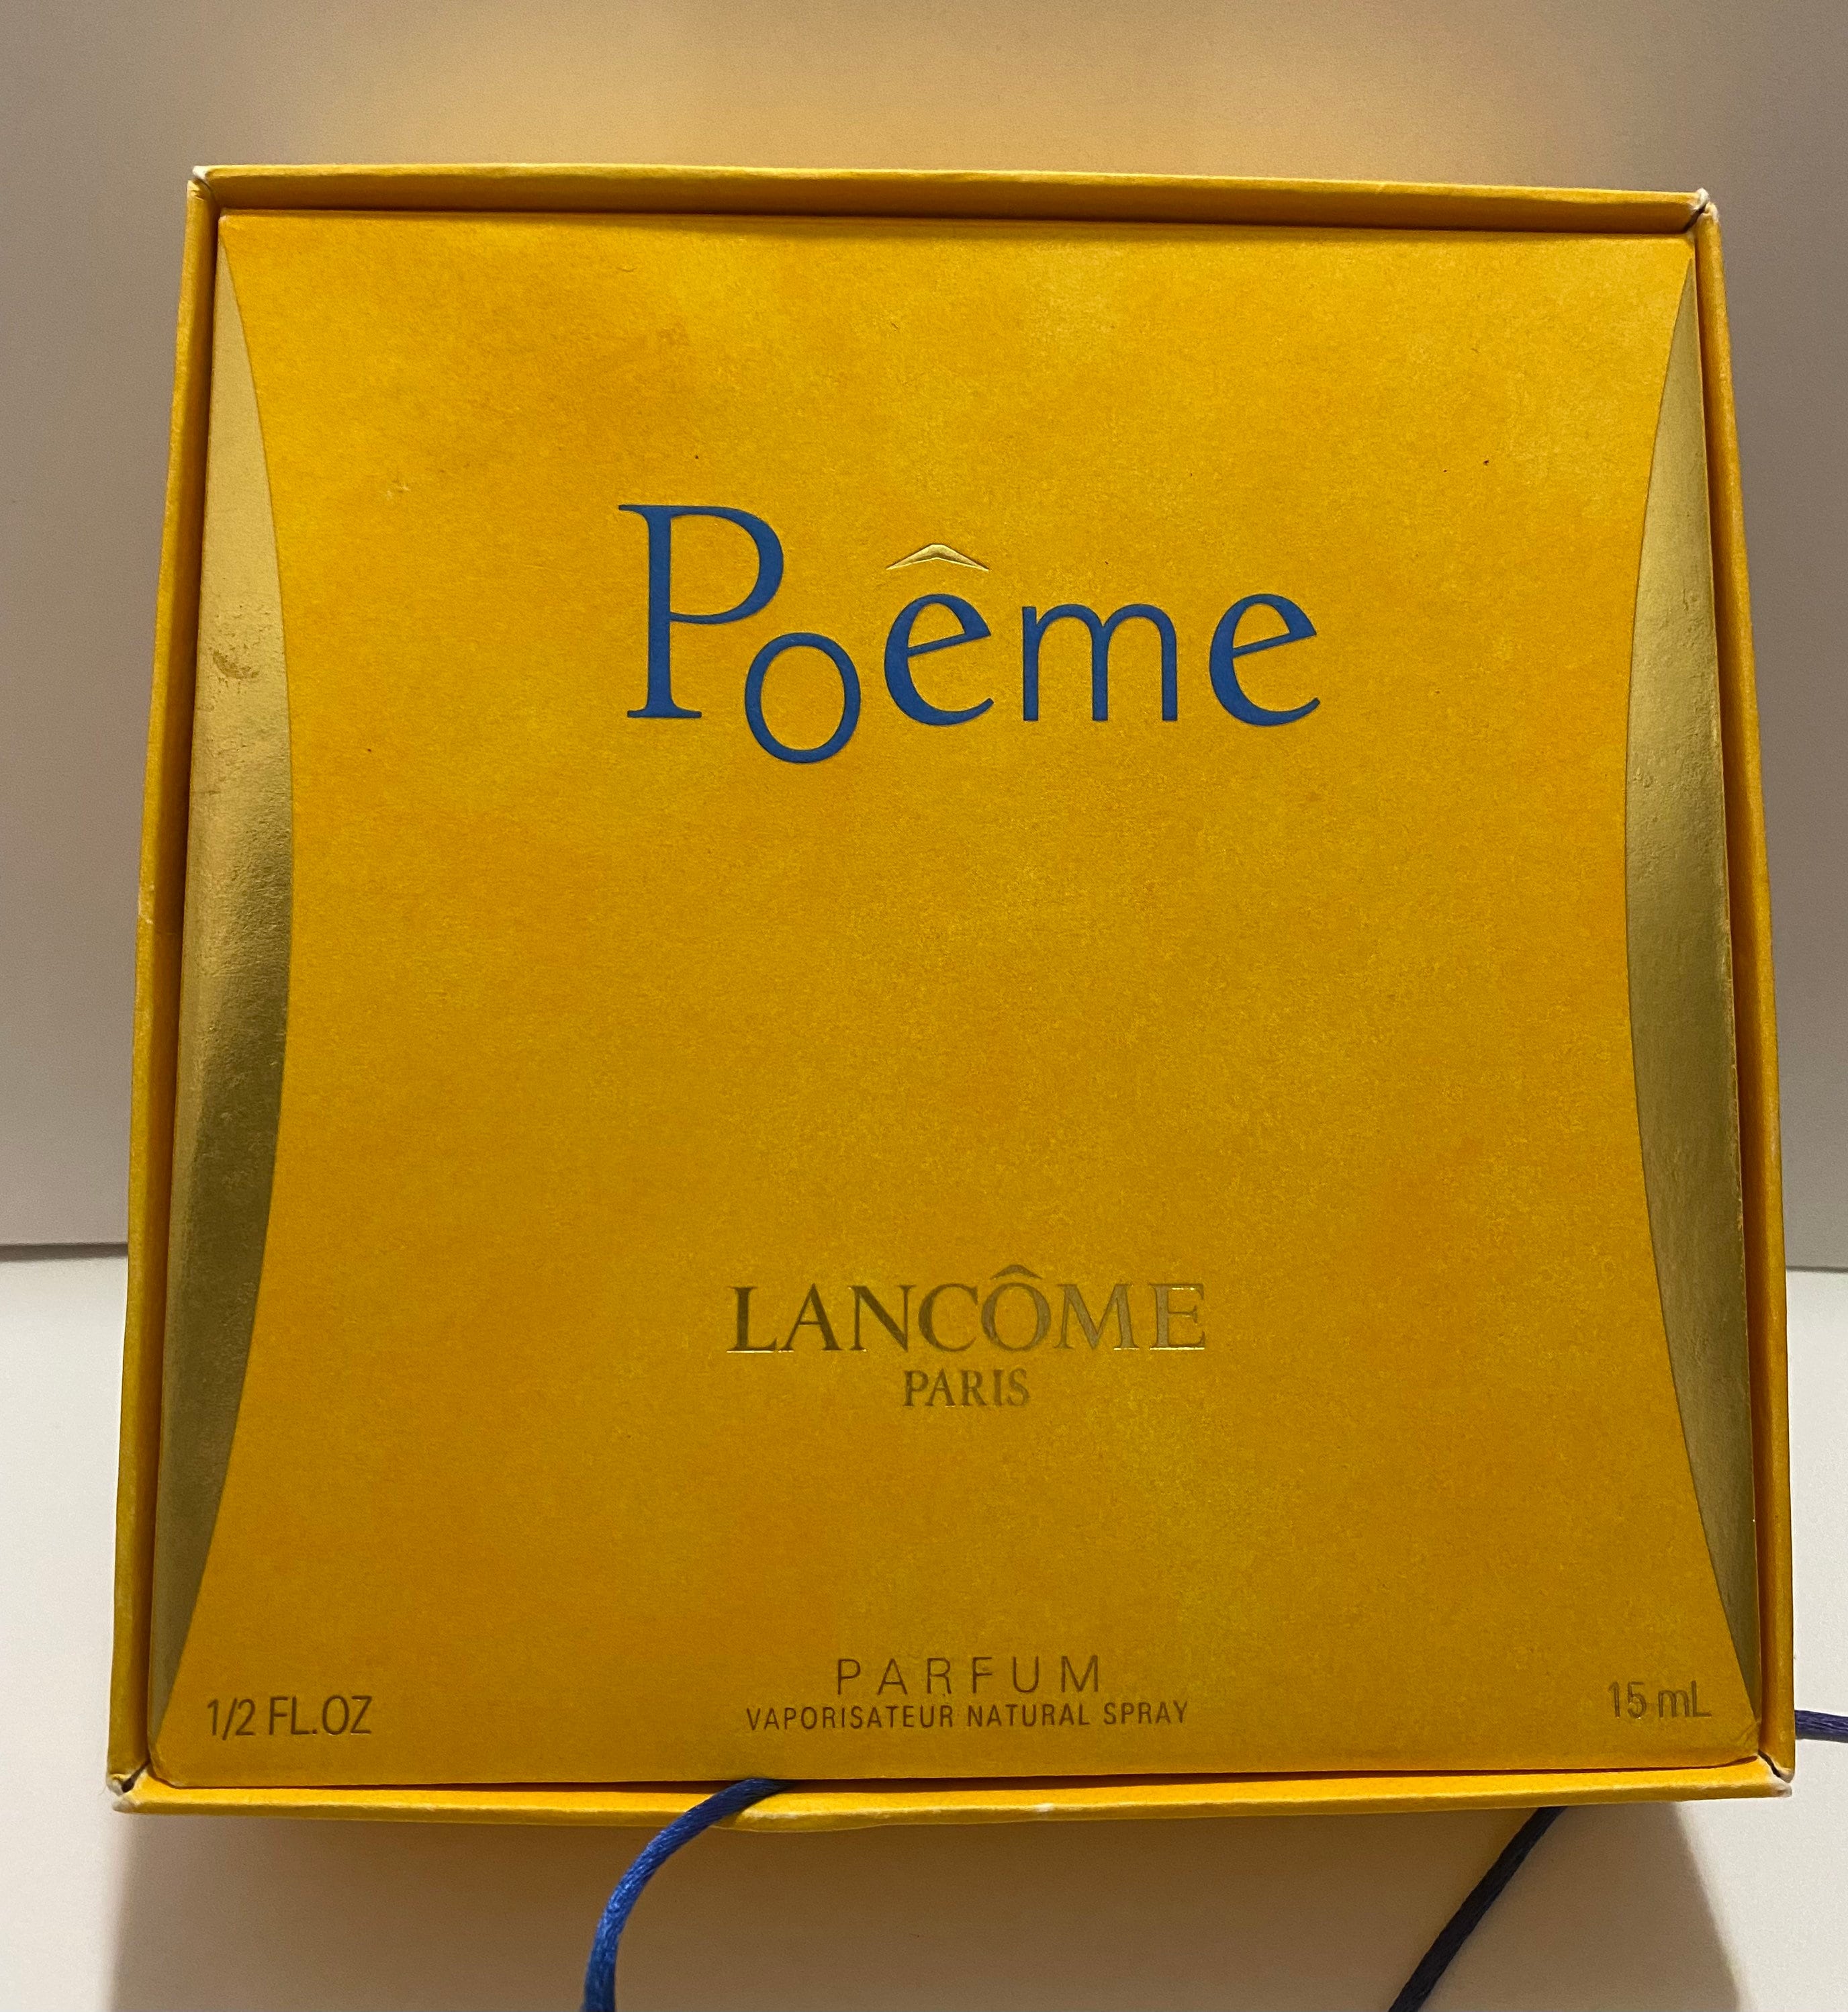 Poême
LANCÔME
PARIS
PARFUM
VAPORISATEUR NATURAL SPRAY
1/2 FL.OZ
15 mL